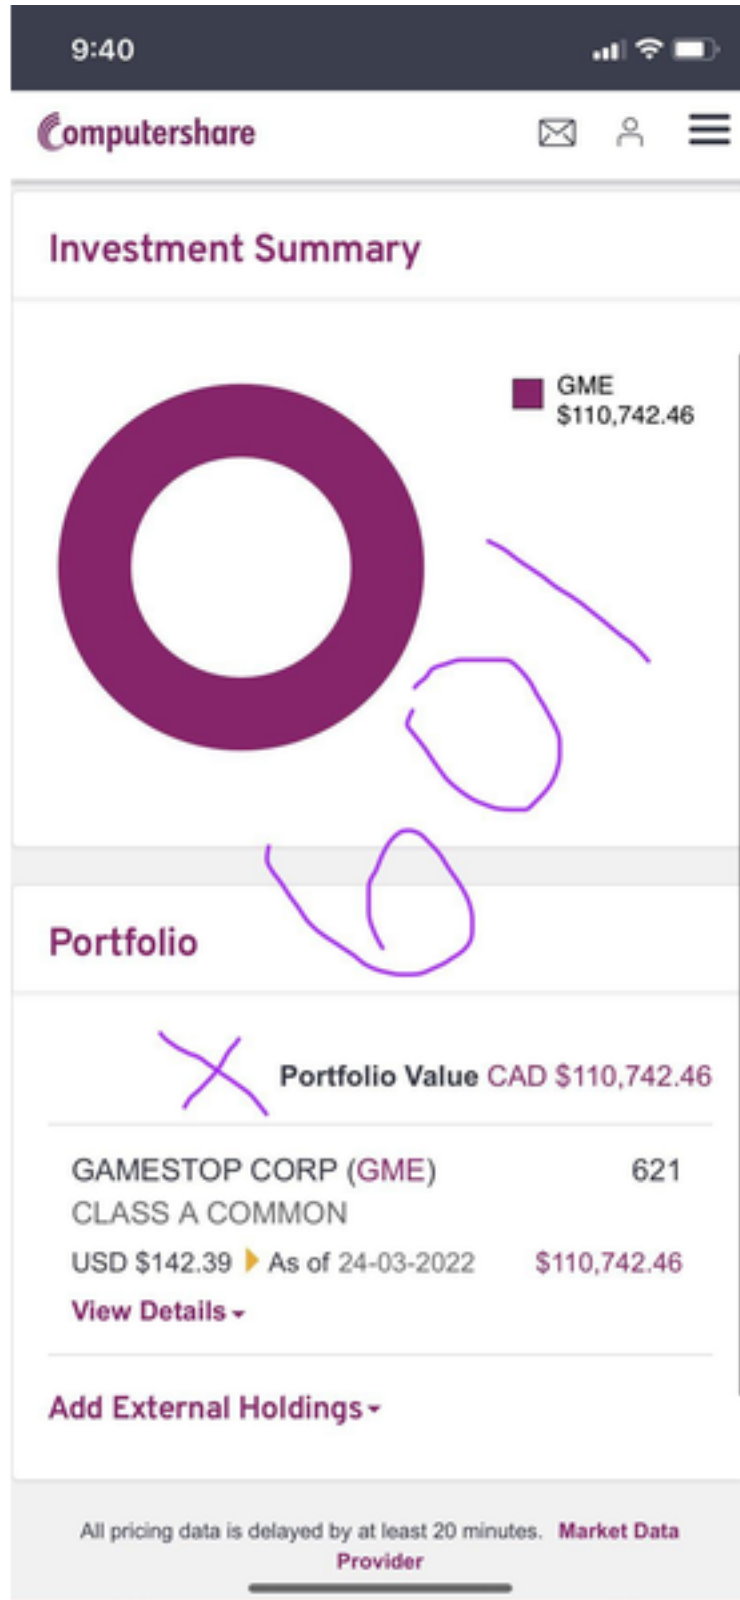 9:40
Computershare
Investment Summary
GME
$110,742.46
X601
Portfolio
Portfolio Value CAD $110,742.46
GAMESTOP CORP (GME) 621
CLASS A COMMON
USD $142.39 As of 24-03-2022 $110,742.46
View Details
Add External Holdings
All pricing data is delayed by at least 20 minutes. Market Data
Provider